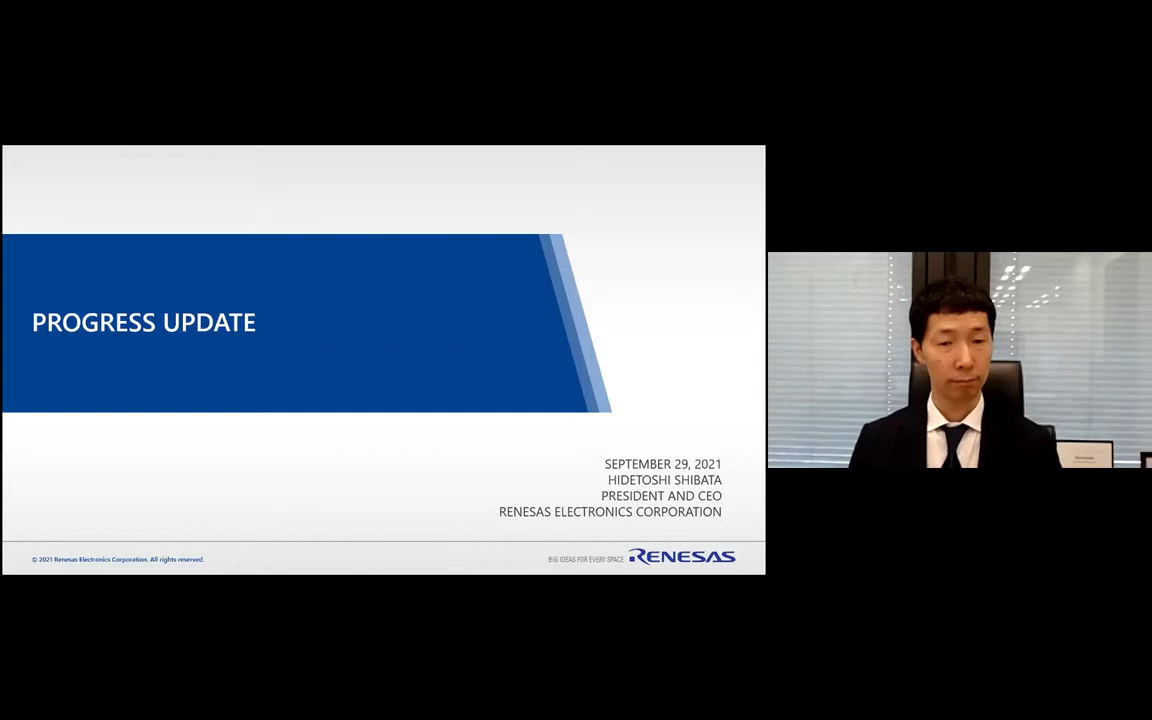 PROGRESS UPDATE
SEPTEMBER 29, 2021
HIDETOSHI SHIBATA
PRESIDENT AND CEO
RENESAS ELECTRONICS CORPORATION
© 2021 Renesas Electronics Corporation. All rights reserved.
BIG IDEAS FOR EVERY SPACE RENESAS